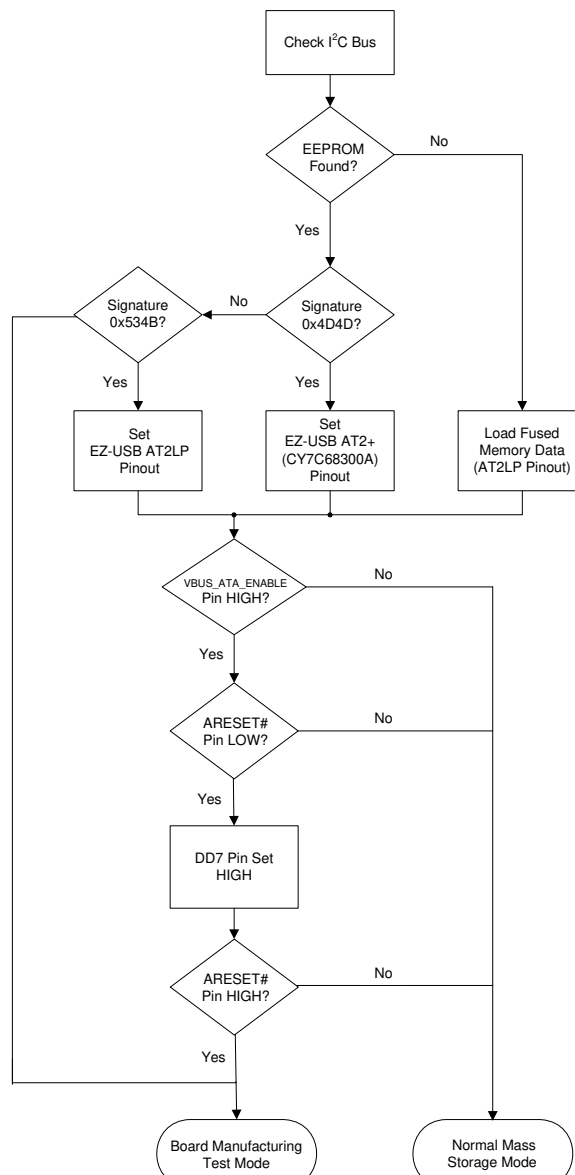 Check I²C Bus
EEPROM
Found?
No
Yes
Signature
0x534B?
No
Signature
0x4D4D?
Yes
Yes
Set
EZ-USB AT2LP
Pinout
Set
EZ-USB AT2+
(CY7C68300A)
Pinout
Load Fused
Memory Data
(AT2LP Pinout)
VBUS_ATA_ENABLE
Pin HIGH?
No
Yes
ARESET#
Pin LOW?
No
Yes
DD7 Pin Set
HIGH
ARESET#
Pin HIGH?
No
Yes
Board Manufacturing
Test Mode
Normal Mass
Storage Mode